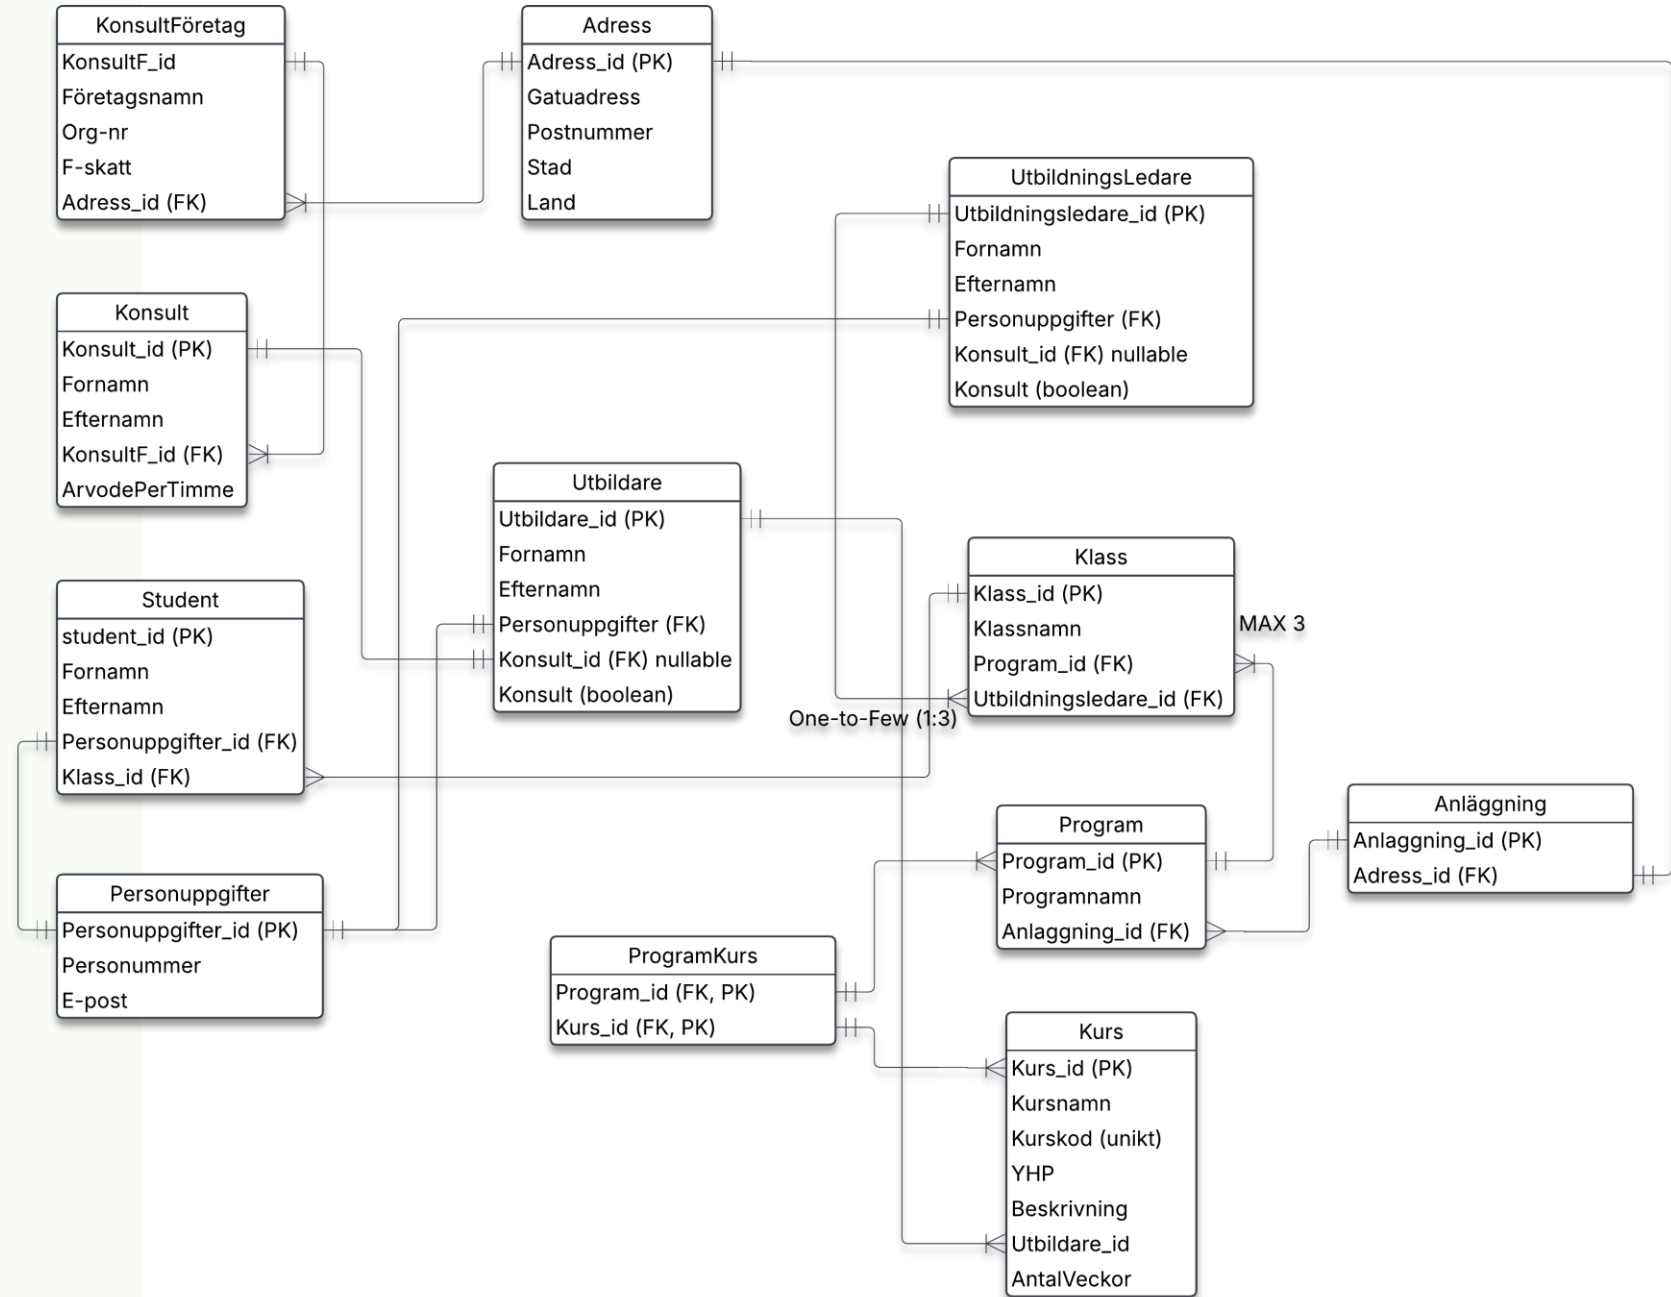 KonsultFöretag
KonsultF_id
Företagsnamn
Org-nr
F-skatt
Adress_id (FK)
Adress
Adress_id (PK)
Gatuadress
Postnummer
Stad
Land
UtbildningsLedare
Utbildningsledare_id (PK)
Fornamn
Efternamn
Personuppgifter (FK)
Konsult_id (FK) nullable
Konsult (boolean)
Konsult
Konsult_id (PK)
Fornamn
Efternamn
KonsultF_id (FK)
ArvodePerTimme
Utbildare
Utbildare_id (PK)
Fornamn
Efternamn
Personuppgifter (FK)
Konsult_id (FK) nullable
Konsult (boolean)
Klass
Klass_id (PK)
Klassnamn
Program_id (FK)
Utbildningsledare_id (FK)
MAX 3
One-to-Few (1:3)
Student
student_id (PK)
Fornamn
Efternamn
Personuppgifter_id (FK)
Klass_id (FK)
Program
Program_id (PK)
Programnamn
Anlaggning_id (FK)
Anläggning
Anlaggning_id (PK)
Adress_id (FK)
Personuppgifter
Personuppgifter_id (PK)
Personummer
E-post
ProgramKurs
Program_id (FK, PK)
Kurs_id (FK, PK)
Kurs
Kurs_id (PK)
Kursnamn
Kurskod (unikt)
YHP
Beskrivning
Utbildare_id
AntalVeckor